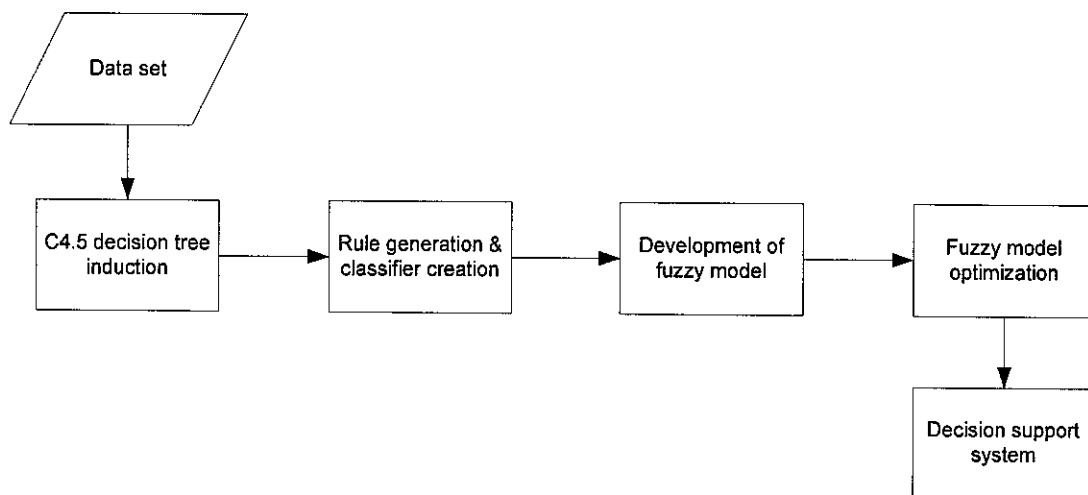 Data set
C4.5 decision tree
induction
Rule generation &
classifier creation
Development of
fuzzy model
Fuzzy model
optimization
Decision support
system